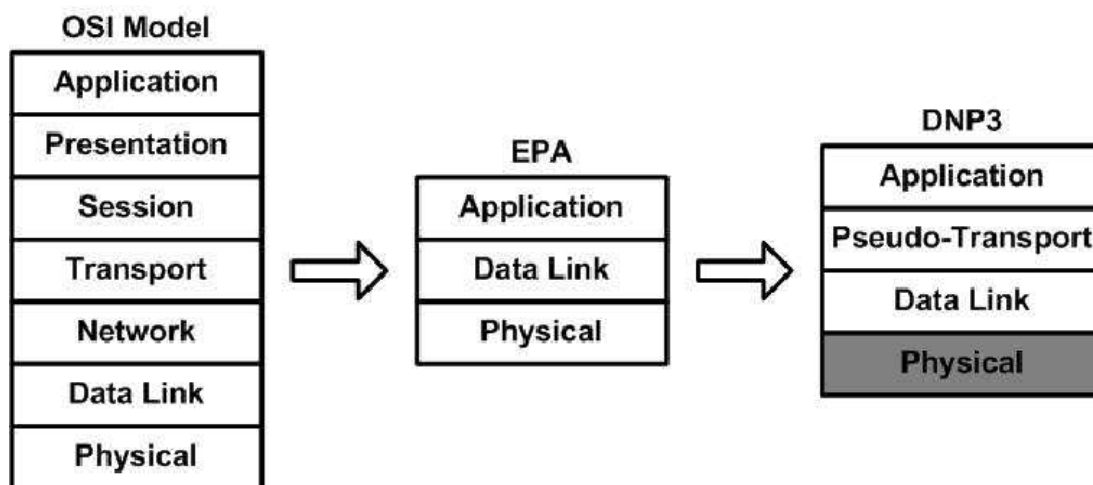 OSI Model
Application
Presentation
Session
Transport
Network
Data Link
Physical
EPA
Application
Data Link
Physical
DNP3
Application
Pseudo-Transport
Data Link
Physical